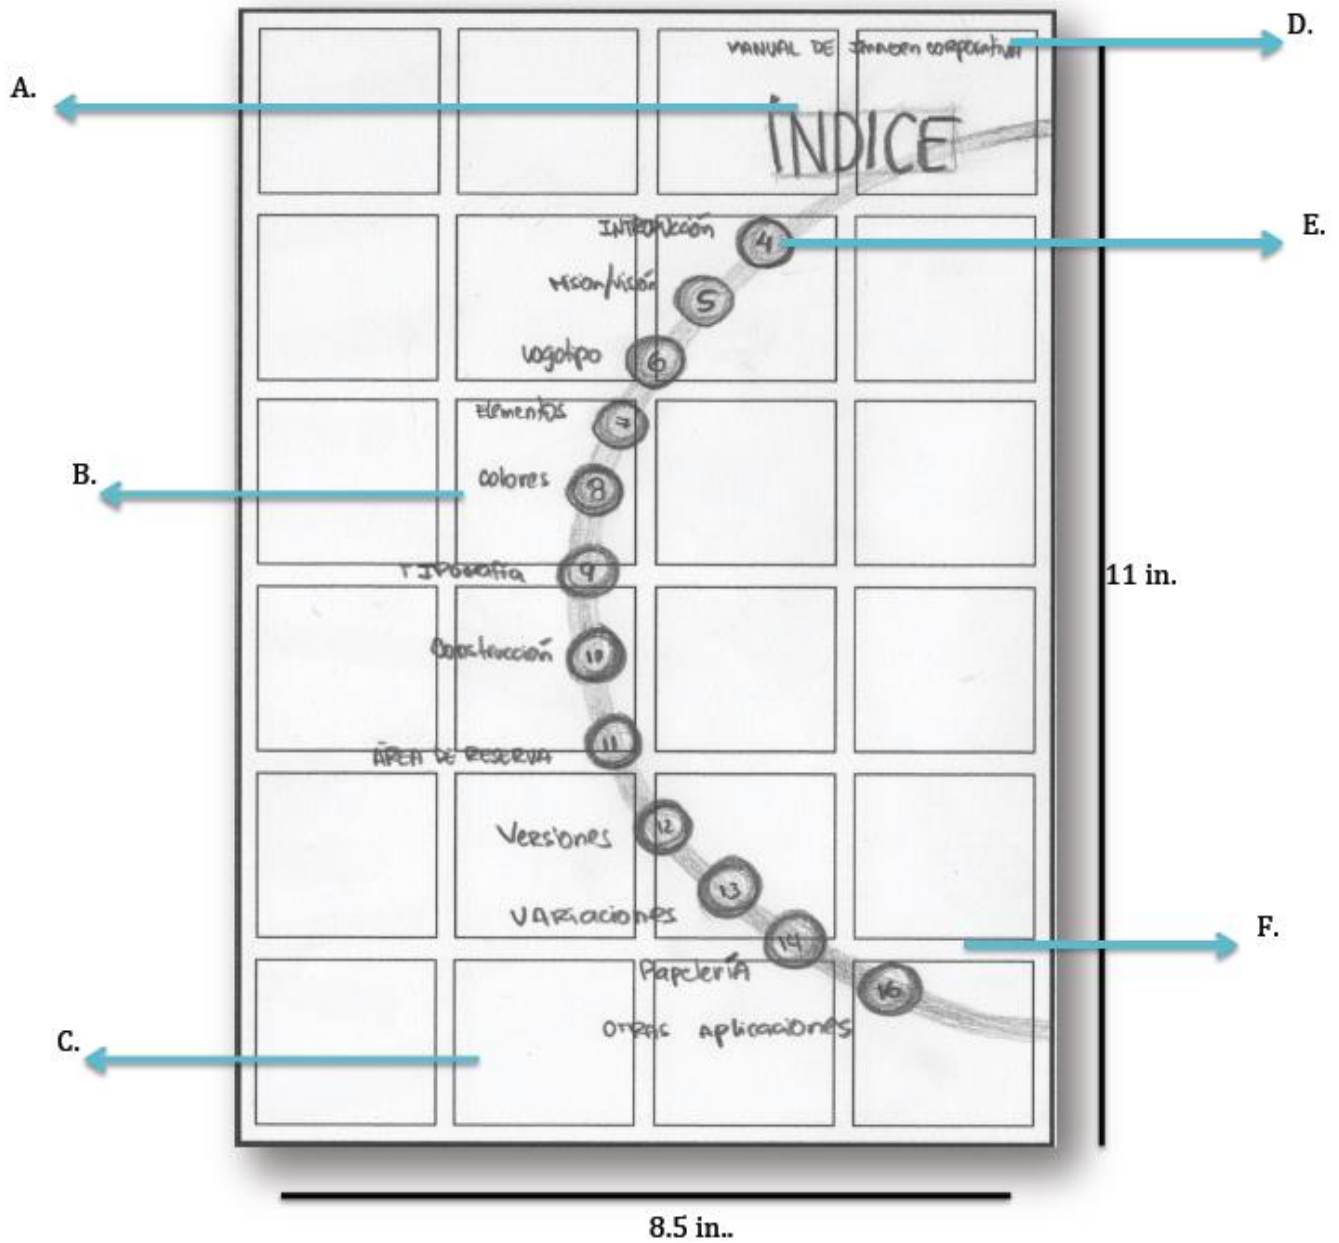 D.
MANUAL DE Imagen corporativa
A.
ÍNDICE
INTRODUcción 4
E.
Mision/visión 5
Logotipo 6
Elementos 7
B.
colores 8
TIPOGRafía 9
11 in.
Construcción 10
ÁREA DE RESERVA 11
Versiones 12
13
VARiaciones
F.
14
PapelerÍA
16
OTRAS Aplicaciones
C.
8.5 in..